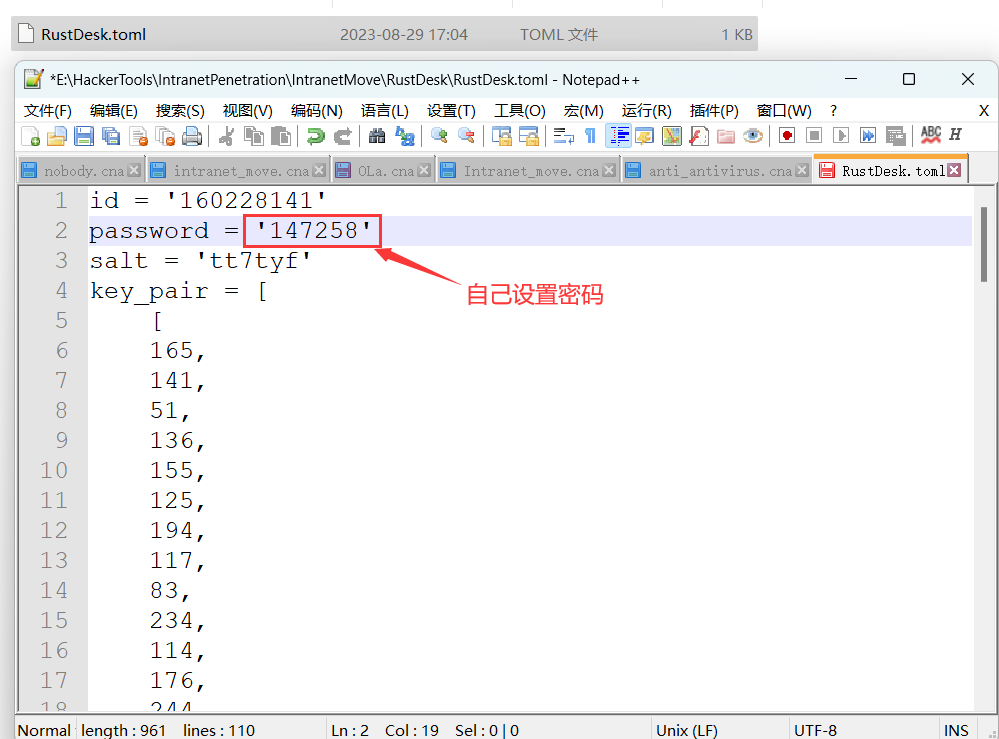 RustDesk.toml 2023-08-29 17:04 TOML 文件 1 KB
*E:\HackerTools\IntranetPenetration\IntranetMove\RustDesk\RustDesk.toml - Notepad++
文件(F) 编辑(E) 搜索(S) 视图(V) 编码(N) 语言(L) 设置(T) 工具(O) 宏(M) 运行(R) 插件(P) 窗口(W) ? X
nobody.cna intranet_move.cna OLa.cna Intranet_move.cna anti_antivirus.cna RustDesk.toml
1 id = '160228141'
2 password = '147258'
3 salt = 'tt7tyf'
4 key_pair = [
自己设置密码
5 [
6 165,
7 141,
8 51,
9 136,
10 155,
11 125,
12 194,
13 117,
14 83,
15 234,
16 114,
17 176,
18 244
Normal length : 961 lines : 110 Ln : 2 Col : 19 Sel : 0 | 0 Unix (LF) UTF-8 INS